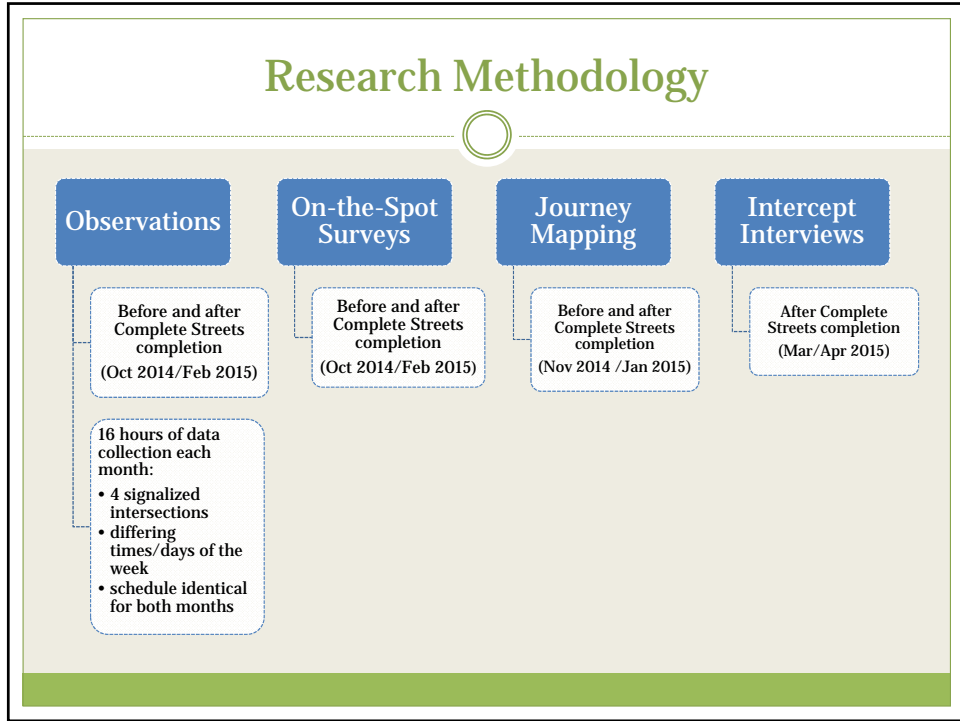 Research Methodology
Observations
Before and after
Complete Streets
completion
(Oct 2014/Feb 2015)
16 hours of data
collection each
month:
• 4 signalized
intersections
• differing
times/days of the
week
• schedule identical
for both months
On-the-Spot
Surveys
Before and after
Complete Streets
completion
(Oct 2014/Feb 2015)
Journey
Mapping
Before and after
Complete Streets
completion
(Nov 2014 /Jan 2015)
Intercept
Interviews
After Complete
Streets completion
(Mar/Apr 2015)